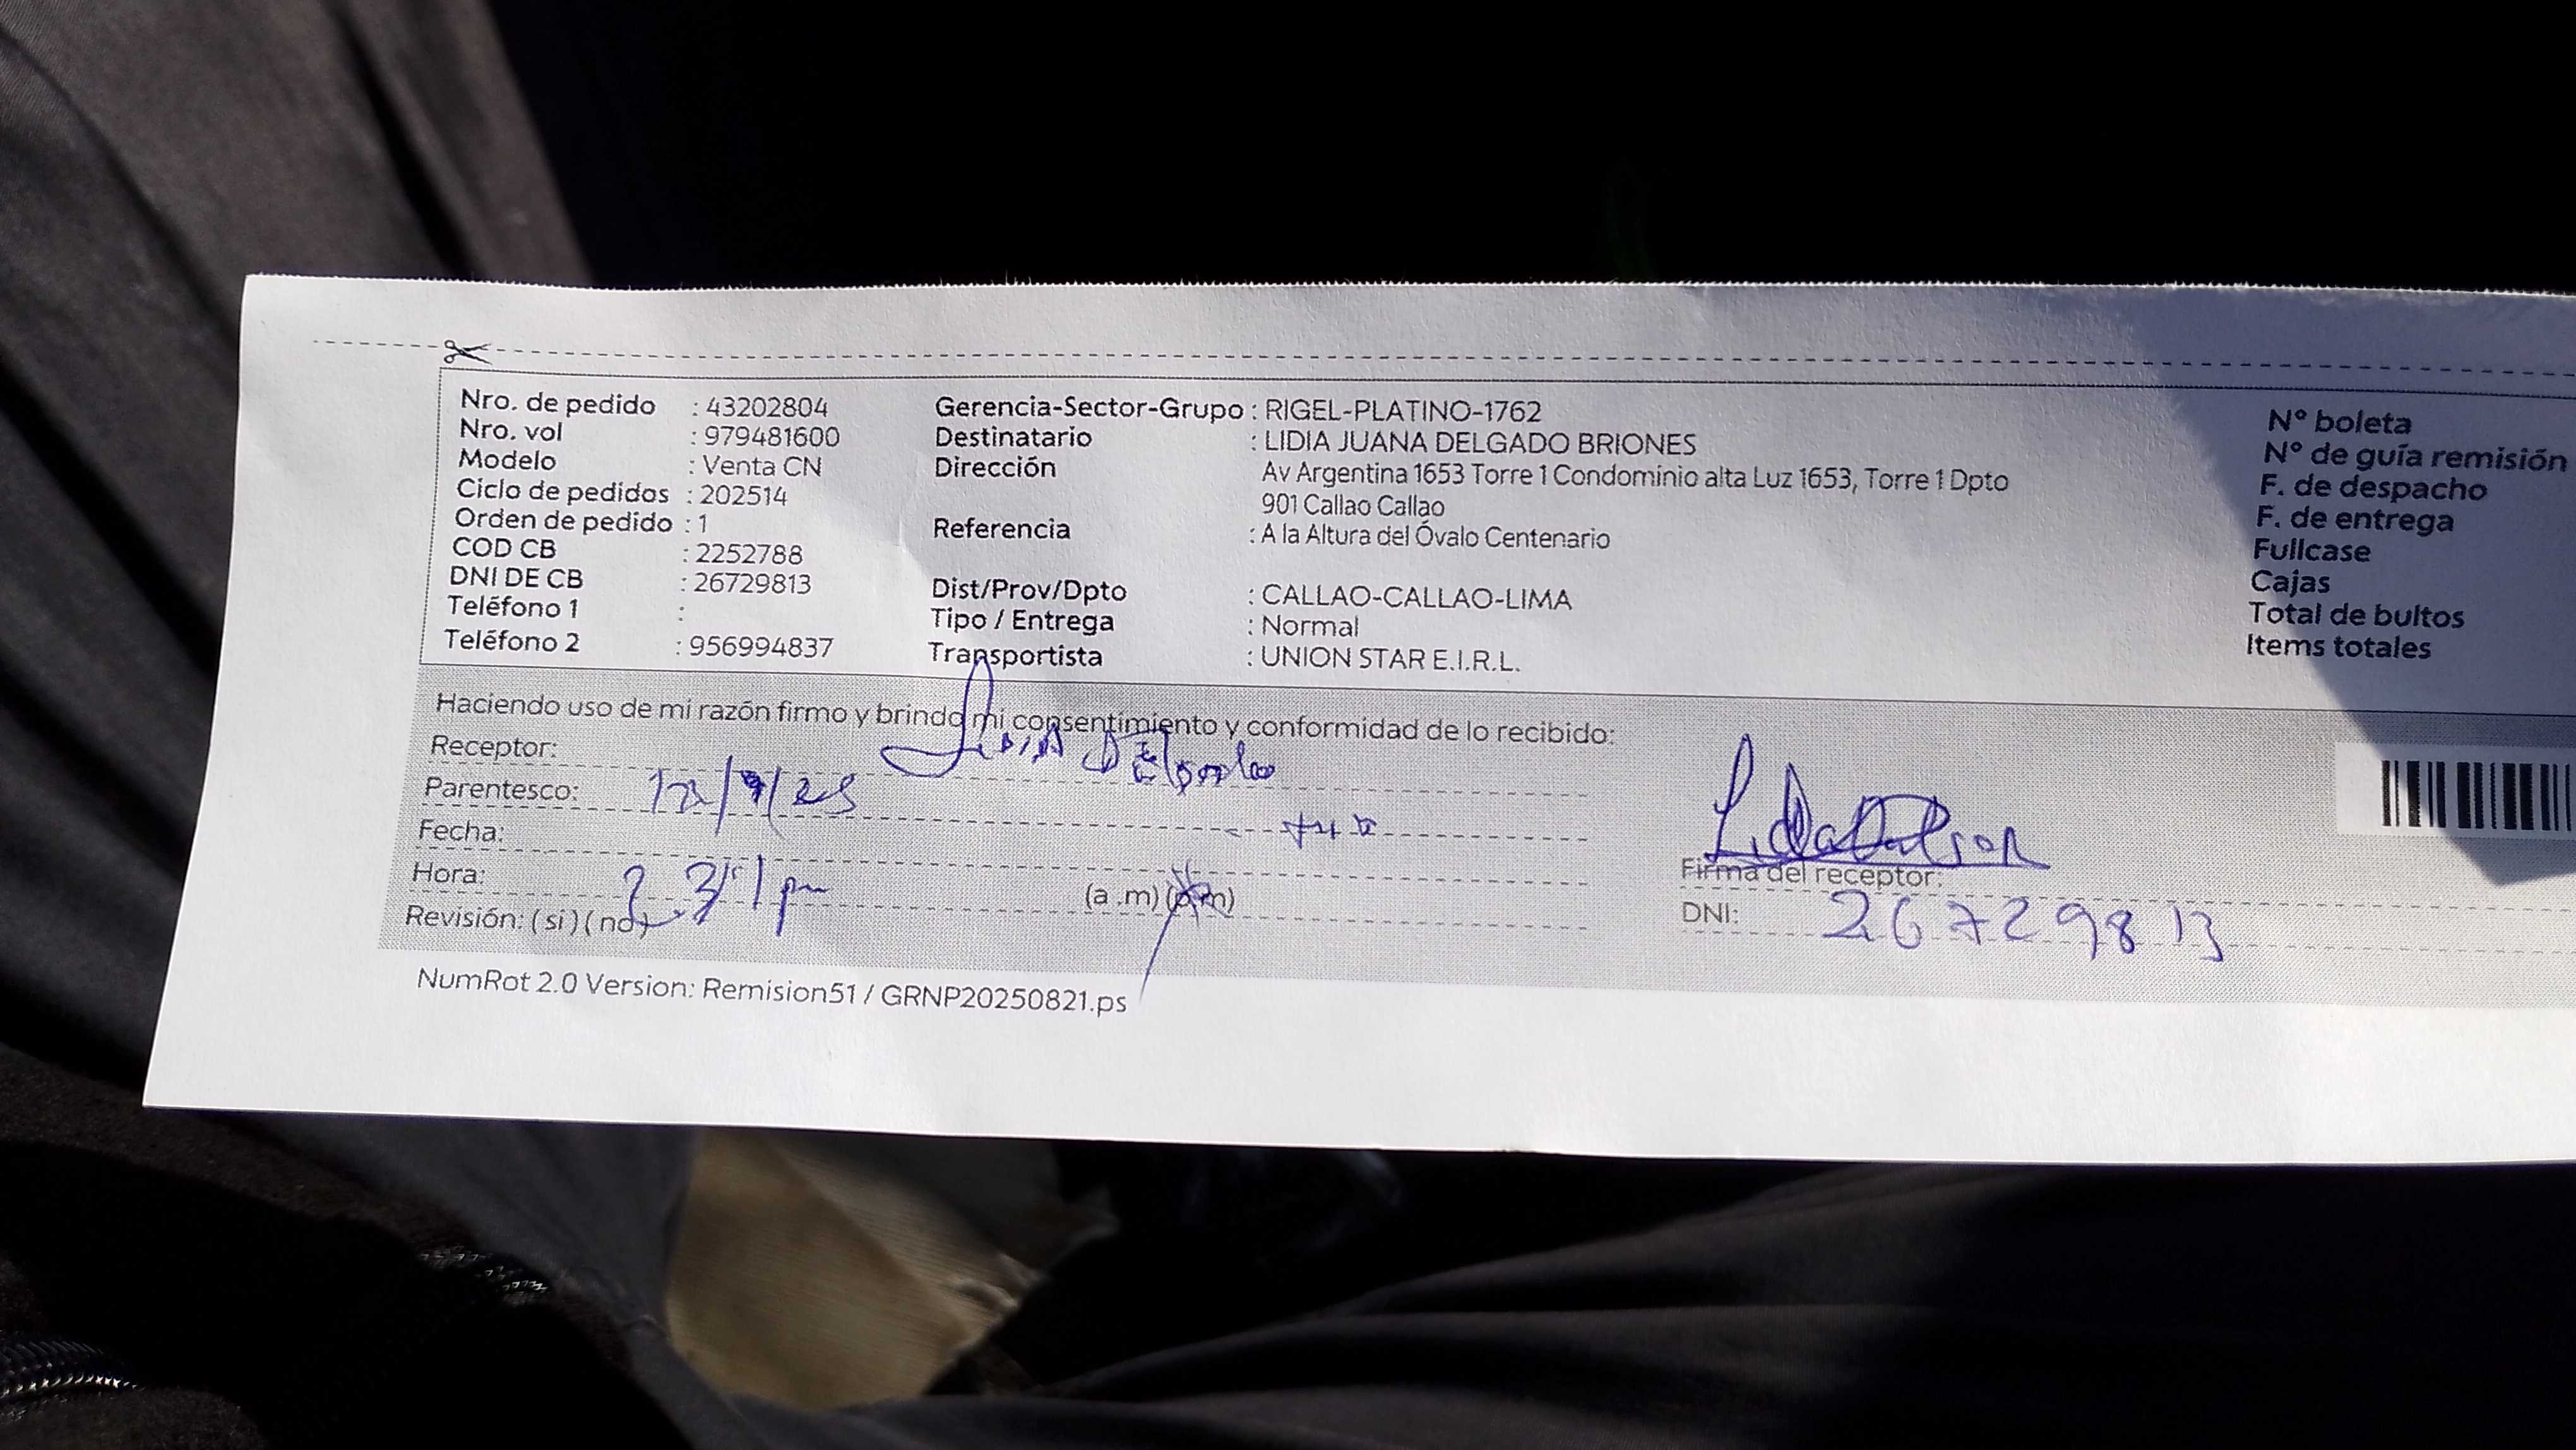 Nro. de pedido : 43202804
Nro. vol : 979481600
Modelo : Venta CN
Ciclo de pedidos : 202514
Orden de pedido : 1
COD CB : 2252788
DNI DE CB : 26729813
Teléfono 1 :
Teléfono 2 : 956994837
Gerencia-Sector-Grupo : RIGEL-PLATINO-1762
Destinatario : LIDIA JUANA DELGADO BRIONES
Dirección Av Argentina 1653 Torre 1 Condominio alta Luz 1653, Torre 1 Dpto
901 Callao Callao
Referencia : A la Altura del Óvalo Centenario
Dist/Prov/Dpto : CALLAO-CALLAO-LIMA
Tipo / Entrega : Normal
Transportista : UNION STAR E.I.R.L.
N° boleta
N° de guía remisión
F. de despacho
F. de entrega
Fullcase
Cajas
Total de bultos
Items totales
Haciendo uso de mi razón firmo y brindo mi consentimiento y conformidad de lo recibido:
Receptor:
Parentesco:
Fecha:
Hora: pm (a .m) (p.m)
Revisión: ( si ) ( no )
Firma del receptor:
DNI: 26729813
NumRot 2.0 Version: Remision51 / GRNP20250821.ps